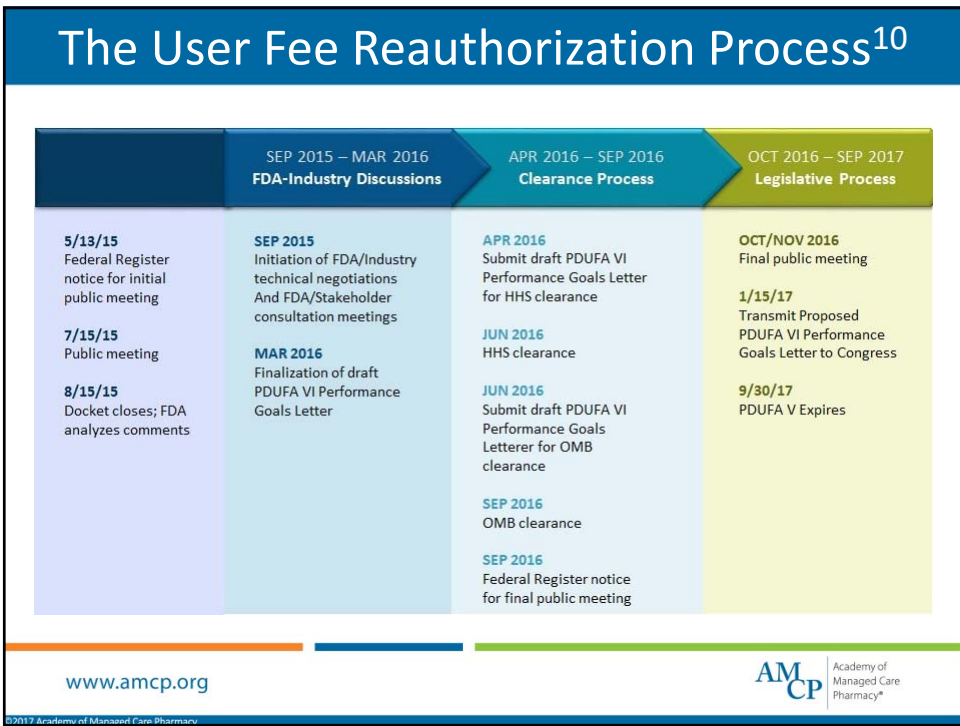 The User Fee Reauthorization Process10
SEP 2015 – MAR 2016
FDA-Industry Discussions
APR 2016 – SEP 2016
Clearance Process
OCT 2016 – SEP 2017
Legislative Process
5/13/15
Federal Register
notice for initial
public meeting
7/15/15
Public meeting
8/15/15
Docket closes; FDA
analyzes comments
SEP 2015
Initiation of FDA/Industry
technical negotiations
And FDA/Stakeholder
consultation meetings
MAR 2016
Finalization of draft
PDUFA VI Performance
Goals Letter
APR 2016
Submit draft PDUFA VI
Performance Goals Letter
for HHS clearance
JUN 2016
HHS clearance
JUN 2016
Submit draft PDUFA VI
Performance Goals
Letterer for OMB
clearance
SEP 2016
OMB clearance
SEP 2016
Federal Register notice
for final public meeting
OCT/NOV 2016
Final public meeting
1/15/17
Transmit Proposed
PDUFA VI Performance
Goals Letter to Congress
9/30/17
PDUFA V Expires
www.amcp.org
AMCP
Academy of
Managed Care
Pharmacy®
©2017 Academy of Managed Care Pharmacy